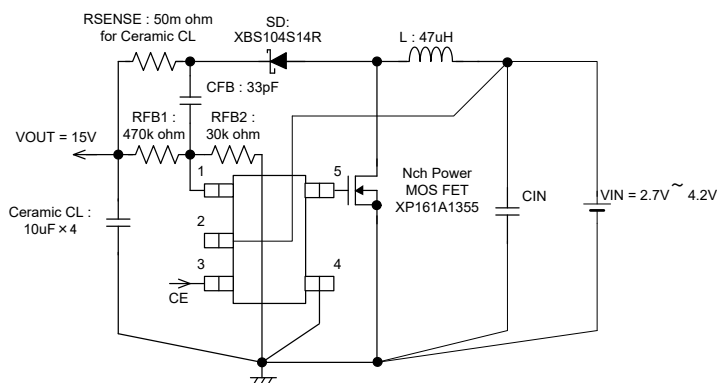 RSENSE : 50m ohm
for Ceramic CL
SD:
XBS104S14R
L : 47uH
CFB : 33pF
RFB1 :
470k ohm
RFB2 :
30k ohm
VOUT = 15V
1
5
Nch Power
MOS FET
XP161A1355
CIN
VIN = 2.7V ~ 4.2V
Ceramic CL :
10uF × 4
2
3
4
CE